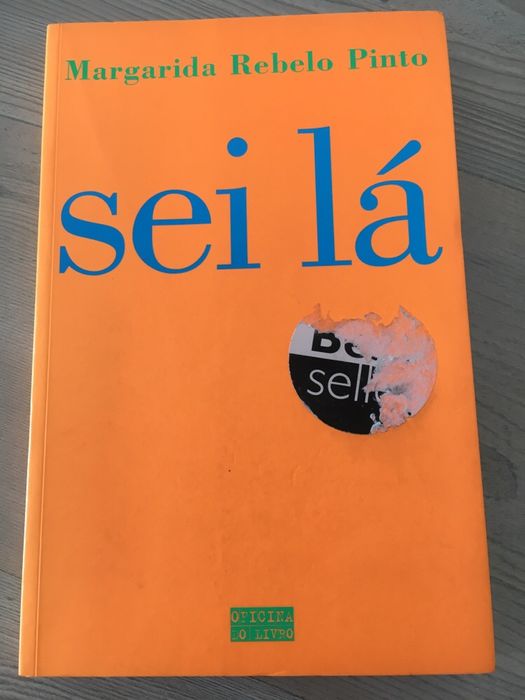 Margarida Rebelo Pinto
sei lá
OFICINA
DO LIVRO